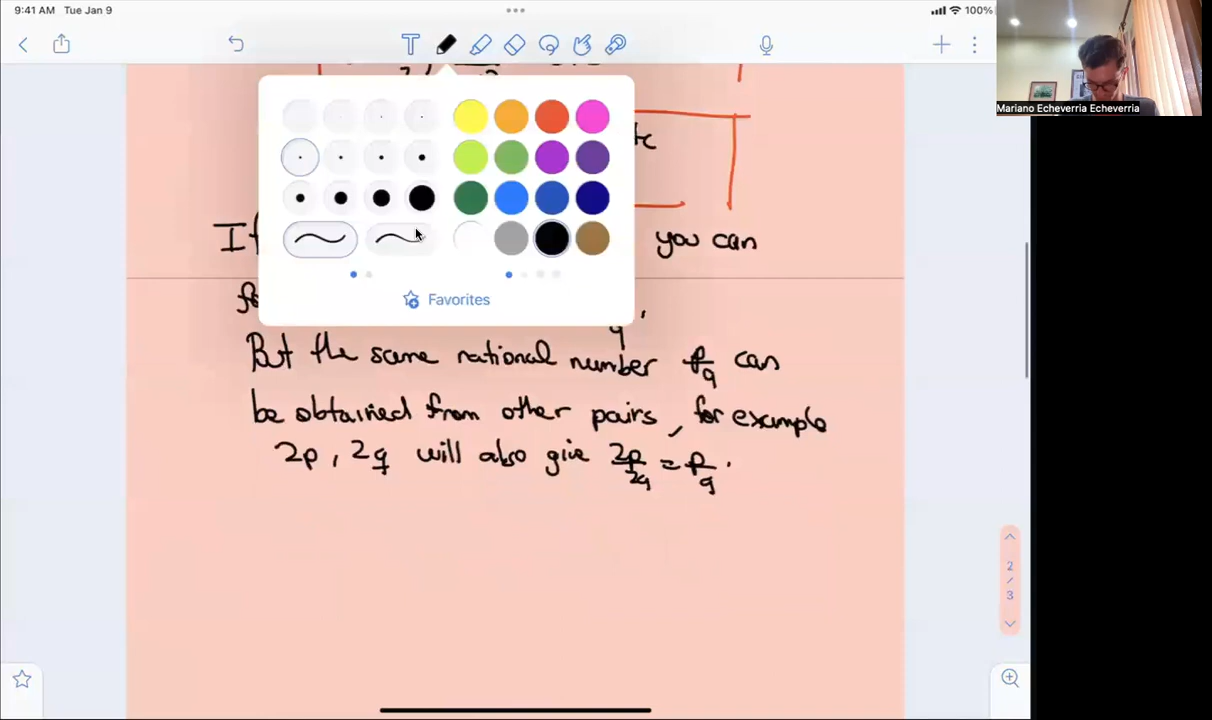 9:41 AM Tue Jan 9
100%
Mariano Echeverria Echeverria
If you can
q
Favorites
But the same rational number p/q can
be obtained from other pairs, for example
2p, 2q will also give 2p/2q = p/q.
2
/
3